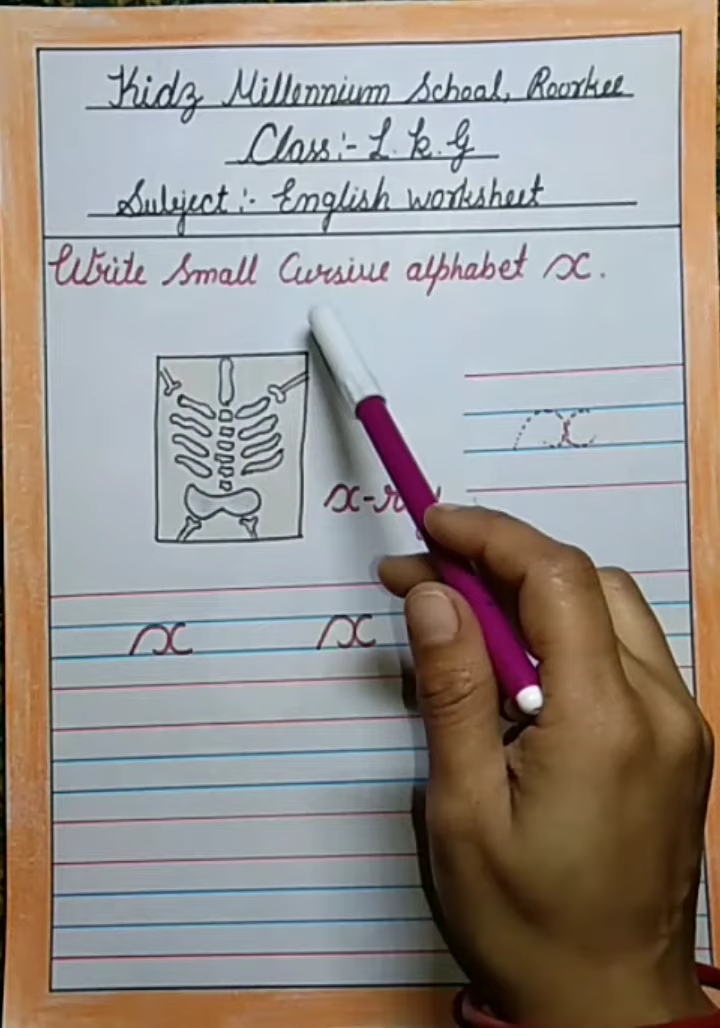 Kidz Millennium School, Roorkee
Class:- L.K.G
Subject:- English worksheet
Write Small Cursive alphabet x.
x
x x